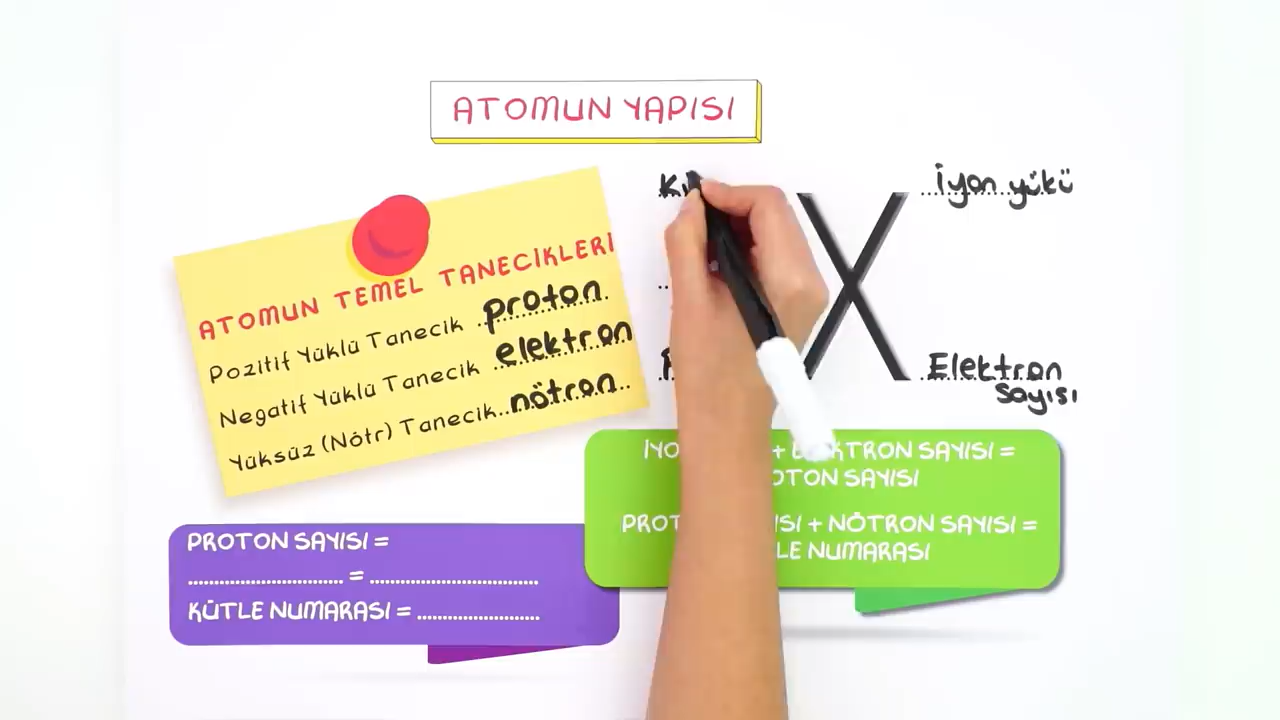 ATOMUN YAPISI
İyon yükü
ATOMUN TEMEL TANECİKLERİ
Pozitif Yüklü Tanecik ..proton.
Negatif Yüklü Tanecik ..elektron
Yüksüz (Nötr) Tanecik..nötron..
Elektron
sayısı
+ ELEKTRON SAYISI =
SAYISI
+ NÖTRON SAYISI =
NUMARASI
PROTON SAYISI =
.................................. = .....................................
KÜTLE NUMARASI = ...........................